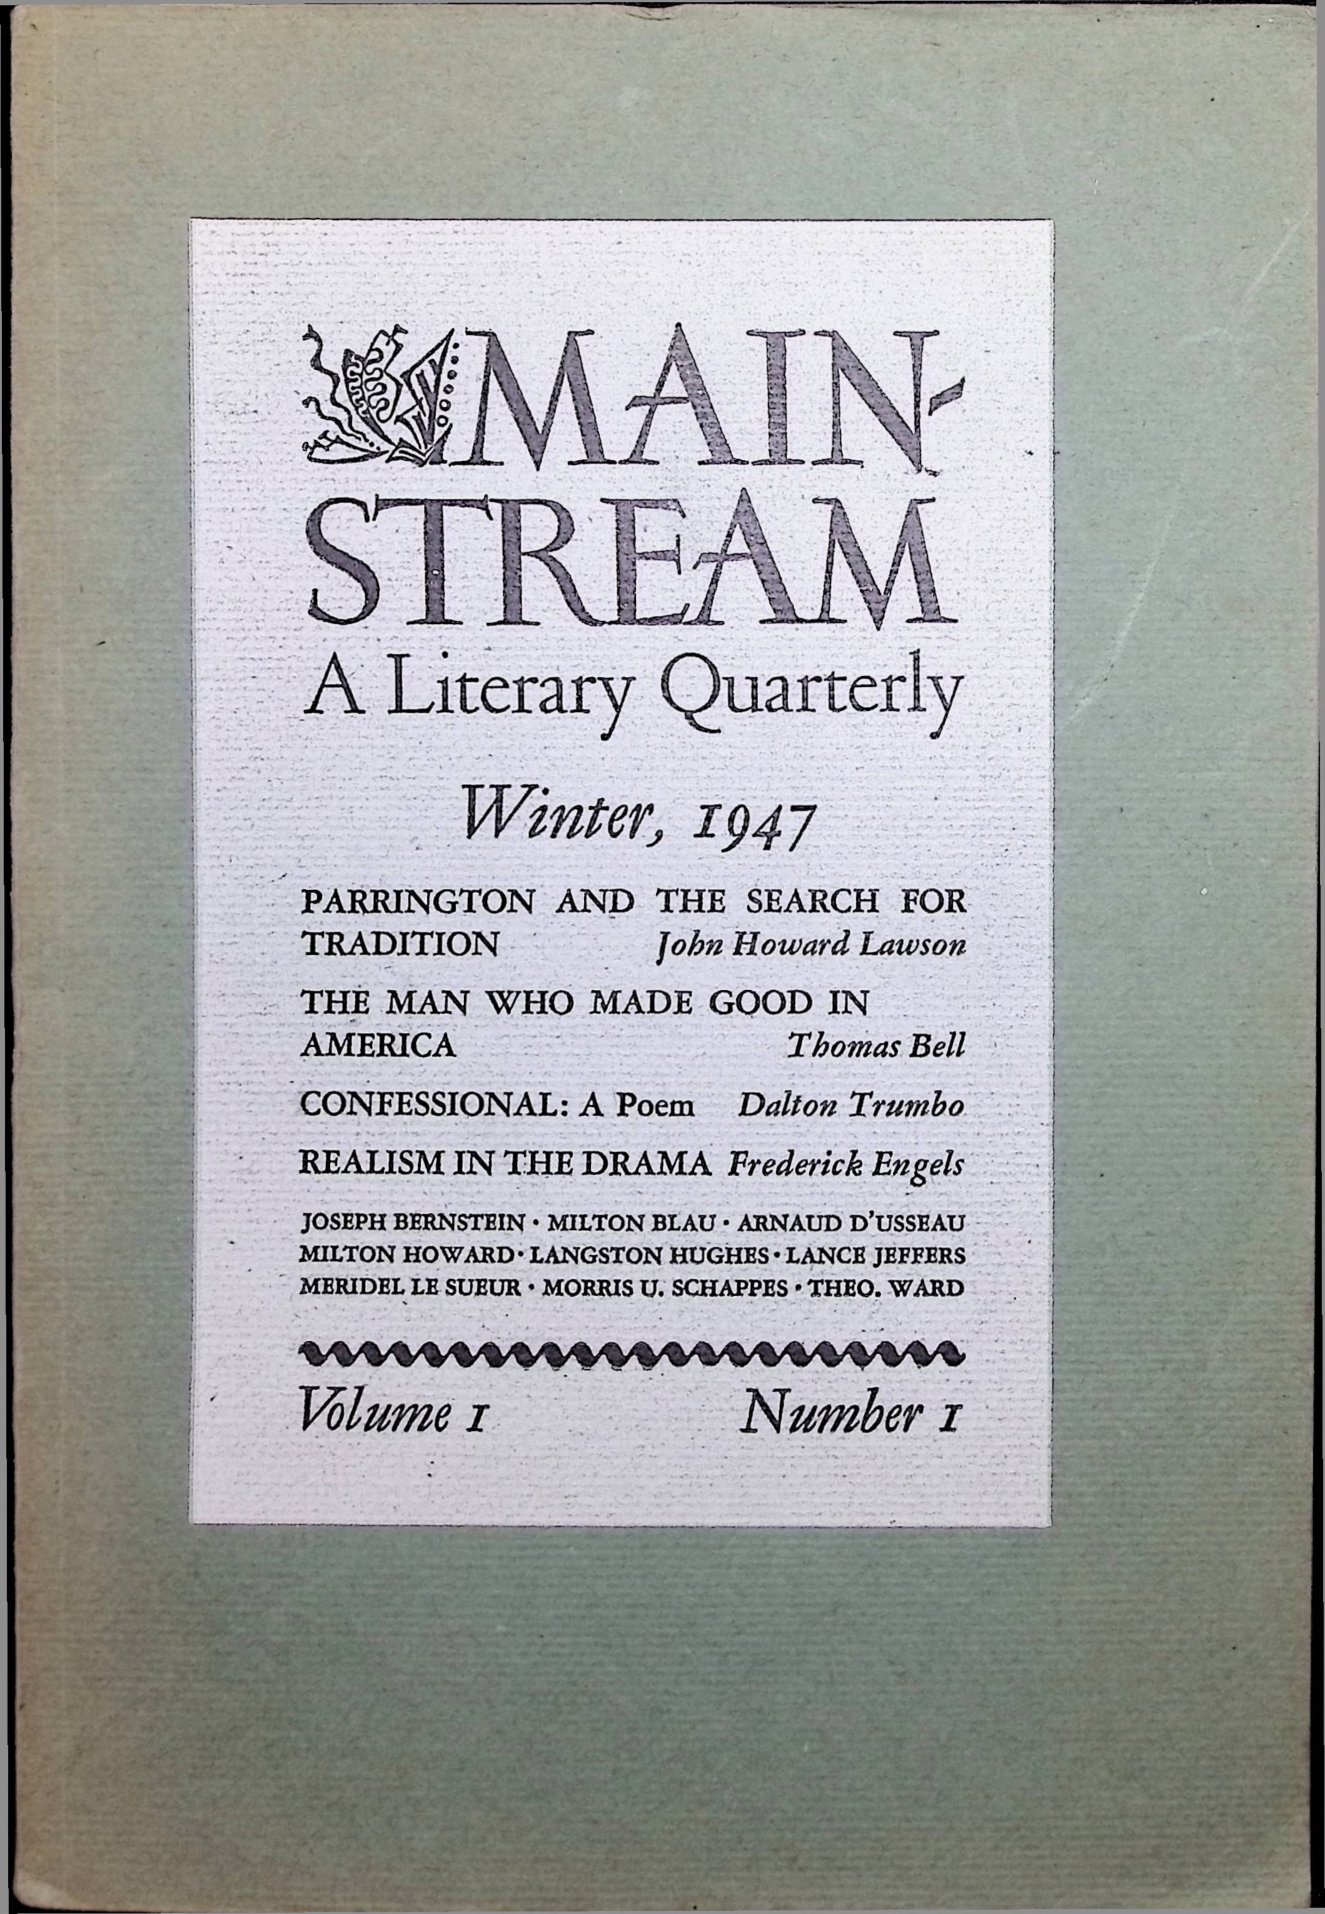 MAIN-
STREAM
A Literary Quarterly
Winter, 1947
PARRINGTON AND THE SEARCH FOR
TRADITION John Howard Lawson
THE MAN WHO MADE GOOD IN
AMERICA Thomas Bell
CONFESSIONAL: A Poem Dalton Trumbo
REALISM IN THE DRAMA Frederick Engels
JOSEPH BERNSTEIN • MILTON BLAU • ARNAUD D'USSEAU
MILTON HOWARD • LANGSTON HUGHES • LANCE JEFFERS
MERIDEL LE SUEUR • MORRIS U. SCHAPPES • THEO. WARD
Volume 1 Number 1